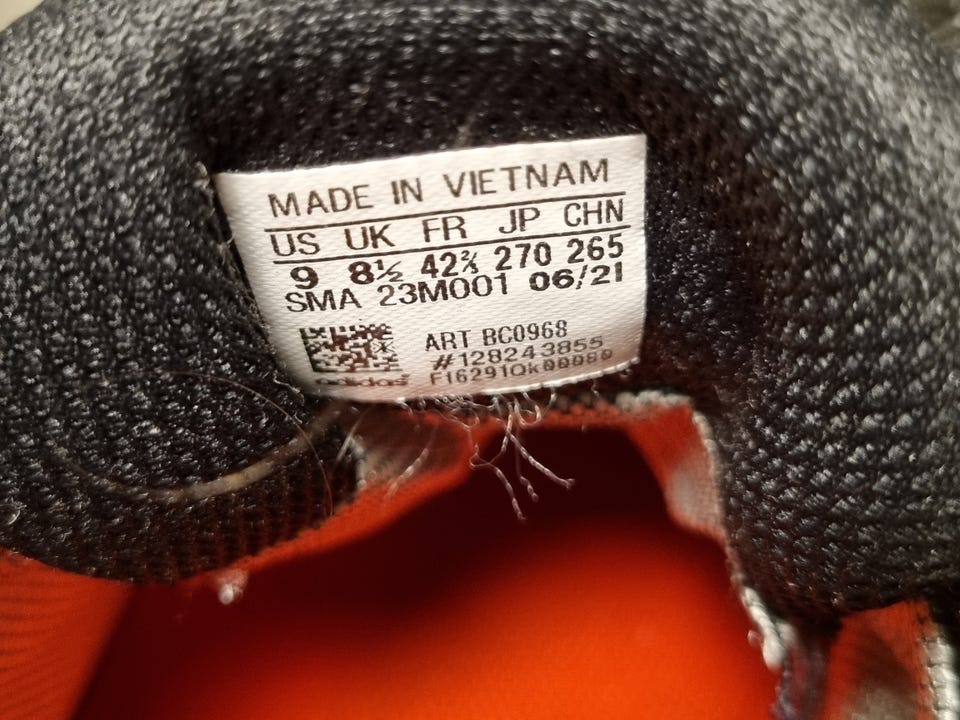 MADE IN VIETNAM
US UK FR JP CHN
9 8½ 42⅔ 270 265
SMA 23M001 06/21
ART BC0968
#128243855
adidas F16291Qk00080